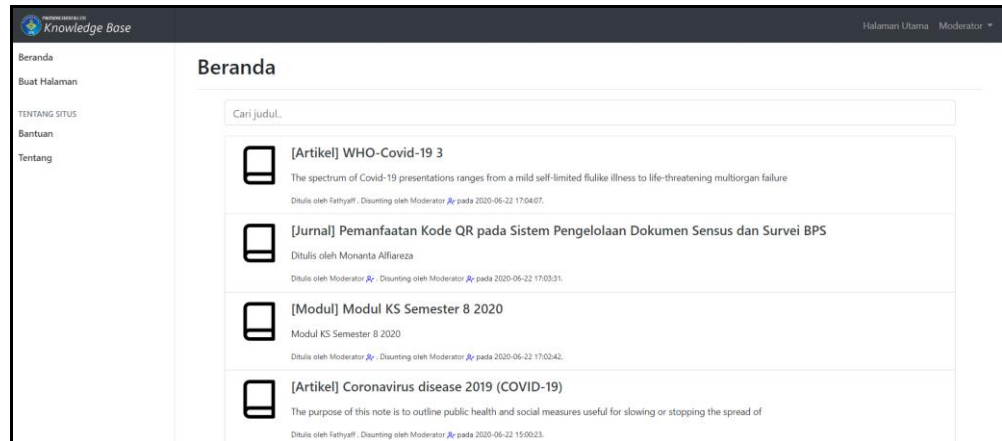 Knowledge Base
Halaman Utama Moderator
Beranda
Buat Halaman
TENTANG SITUS
Bantuan
Tentang
Beranda
Cari judul..
[Artikel] WHO-Covid-19 3
The spectrum of Covid-19 presentations ranges from a mild self-limited flulike illness to life-threatening multiorgan failure
Ditulis oleh Fathyaff . Disunting oleh Moderator pada 2020-06-22 17:04:07.
[Jurnal] Pemanfaatan Kode QR pada Sistem Pengelolaan Dokumen Sensus dan Survei BPS
Ditulis oleh Monanta Alfiareza
Ditulis oleh Moderator . Disunting oleh Moderator pada 2020-06-22 17:03:31.
[Modul] Modul KS Semester 8 2020
Modul KS Semester 8 2020
Ditulis oleh Moderator . Disunting oleh Moderator pada 2020-06-22 17:02:42.
[Artikel] Coronavirus disease 2019 (COVID-19)
The purpose of this note is to outline public health and social measures useful for slowing or stopping the spread of
Ditulis oleh Fathyaff . Disunting oleh Moderator pada 2020-06-22 15:00:23.